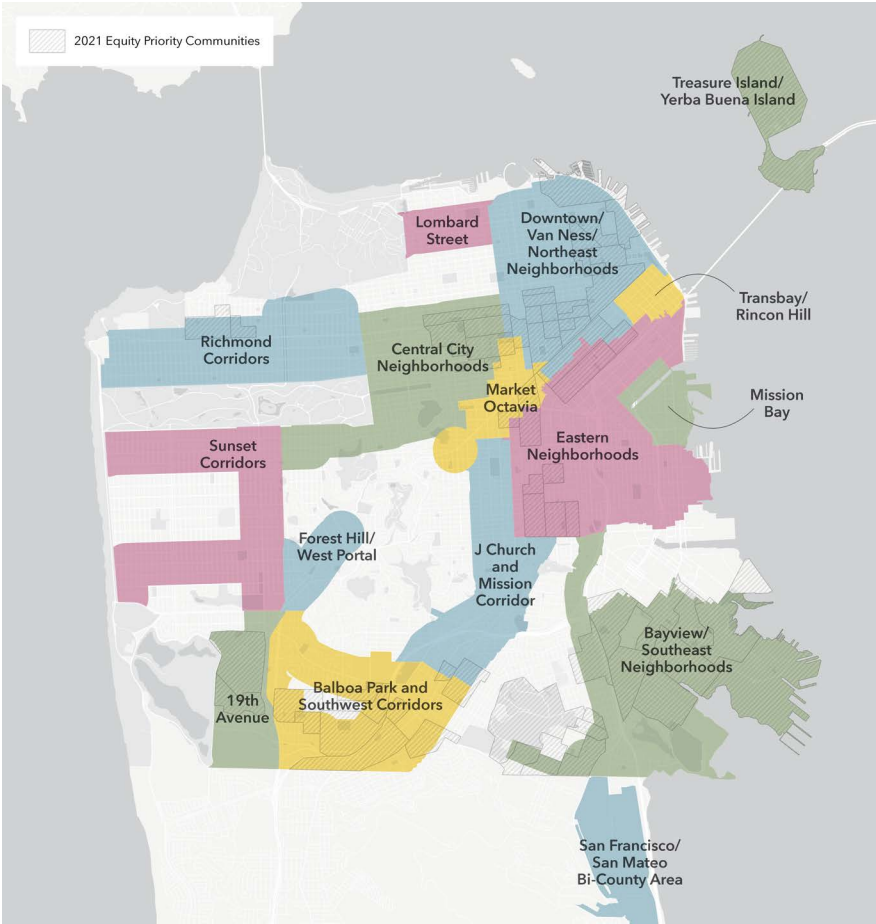 2021 Equity Priority Communities
Treasure Island/
Yerba Buena Island
Lombard
Street
Downtown/
Van Ness/
Northeast
Neighborhoods
Transbay/
Rincon Hill
Richmond
Corridors
Central City
Neighborhoods
Market
Octavia
Mission
Bay
Sunset
Corridors
Eastern
Neighborhoods
Forest Hill/
West Portal
J Church
and
Mission
Corridor
Bayview/
Southeast
Neighborhoods
19th
Avenue
Balboa Park and
Southwest Corridors
San Francisco/
San Mateo
Bi-County Area